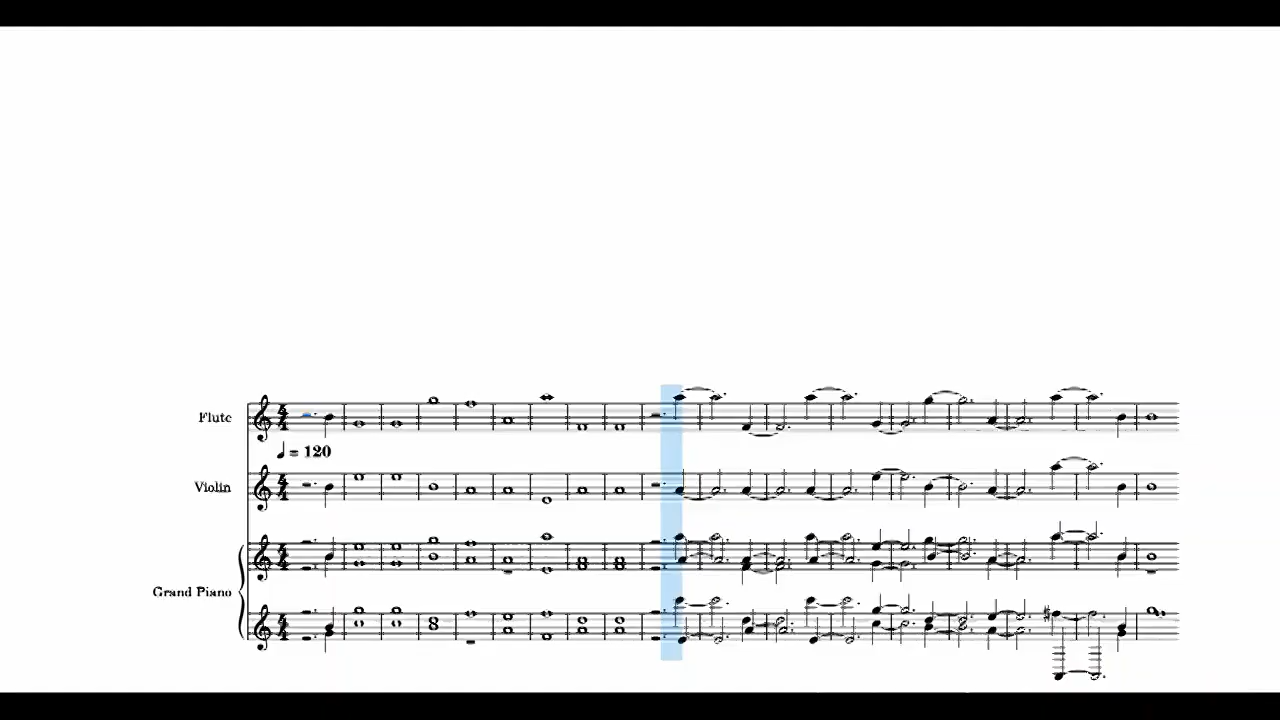 Flute
♩ = 120
Violin
Grand Piano